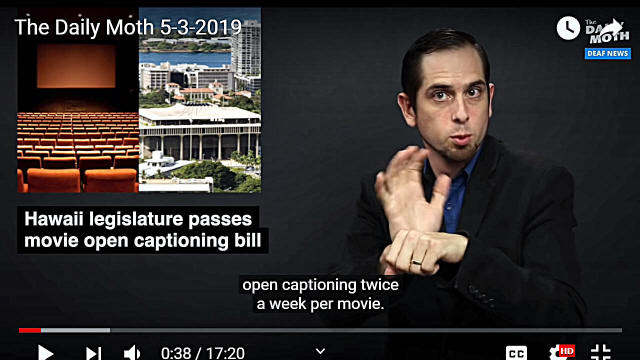 The Daily Moth 5-3-2019
The
DAILY
MOTH
DEAF NEWS
Hawaii legislature passes
movie open captioning bill
open captioning twice
a week per movie.
0:38 / 17:20
CC
HD